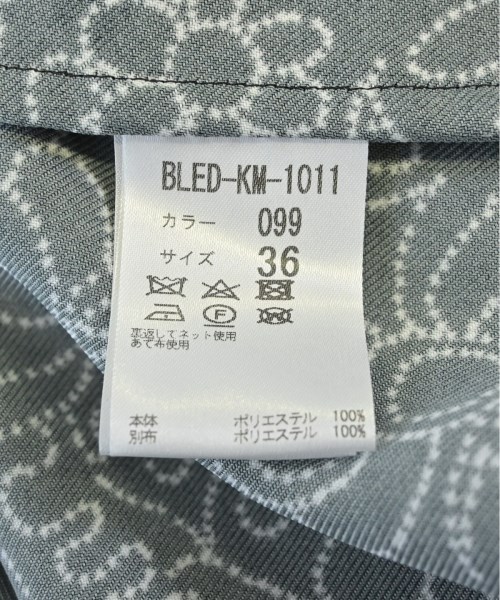 BLED-KM-1011
カラー 099
サイズ 36
F W
裏返してネット使用
あて布使用
本体 ポリエステル 100%
別布 ポリエステル 100%